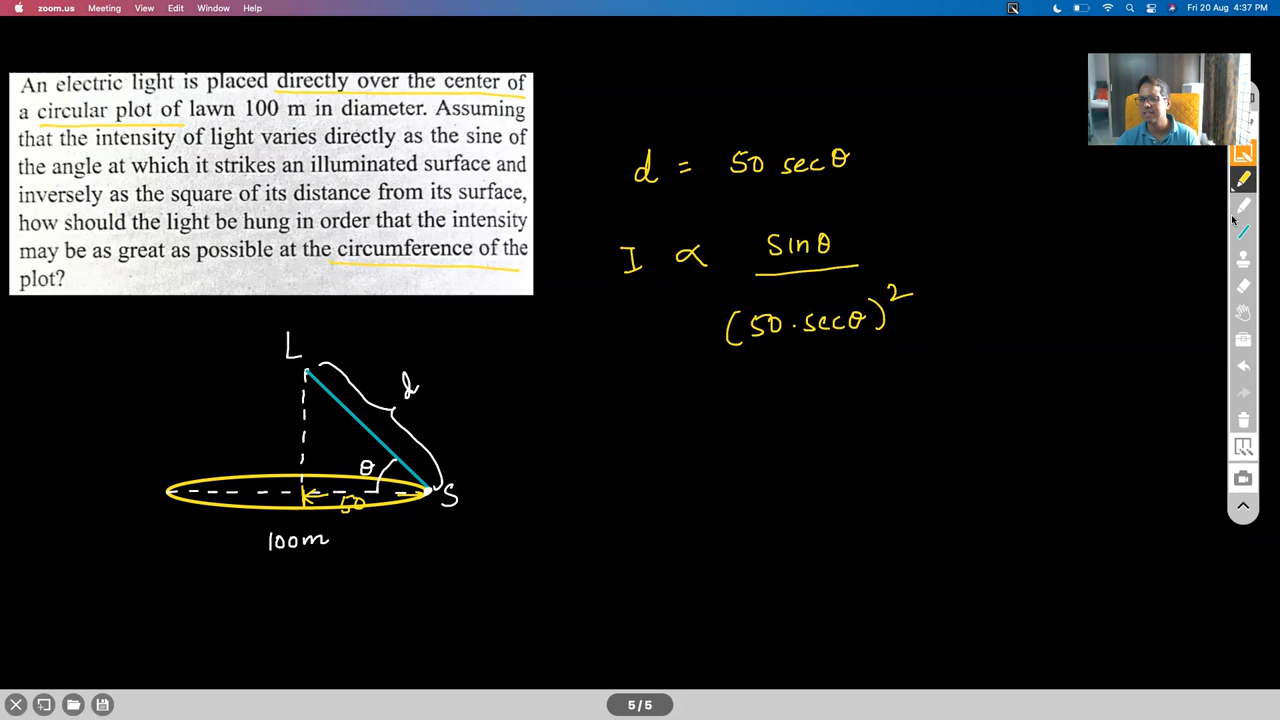 zoom.us Meeting View Edit Window Help Fri 20 Aug 4:37 PM
An electric light is placed directly over the center of
a circular plot of lawn 100 m in diameter. Assuming
that the intensity of light varies directly as the sine of
the angle at which it strikes an illuminated surface and
inversely as the square of its distance from its surface,
how should the light be hung in order that the intensity
may be as great as possible at the circumference of the
plot?
d = 50 secθ
I ∝ sinθ
(50 · secθ)²
L
d
θ
50
S
100m
5/5